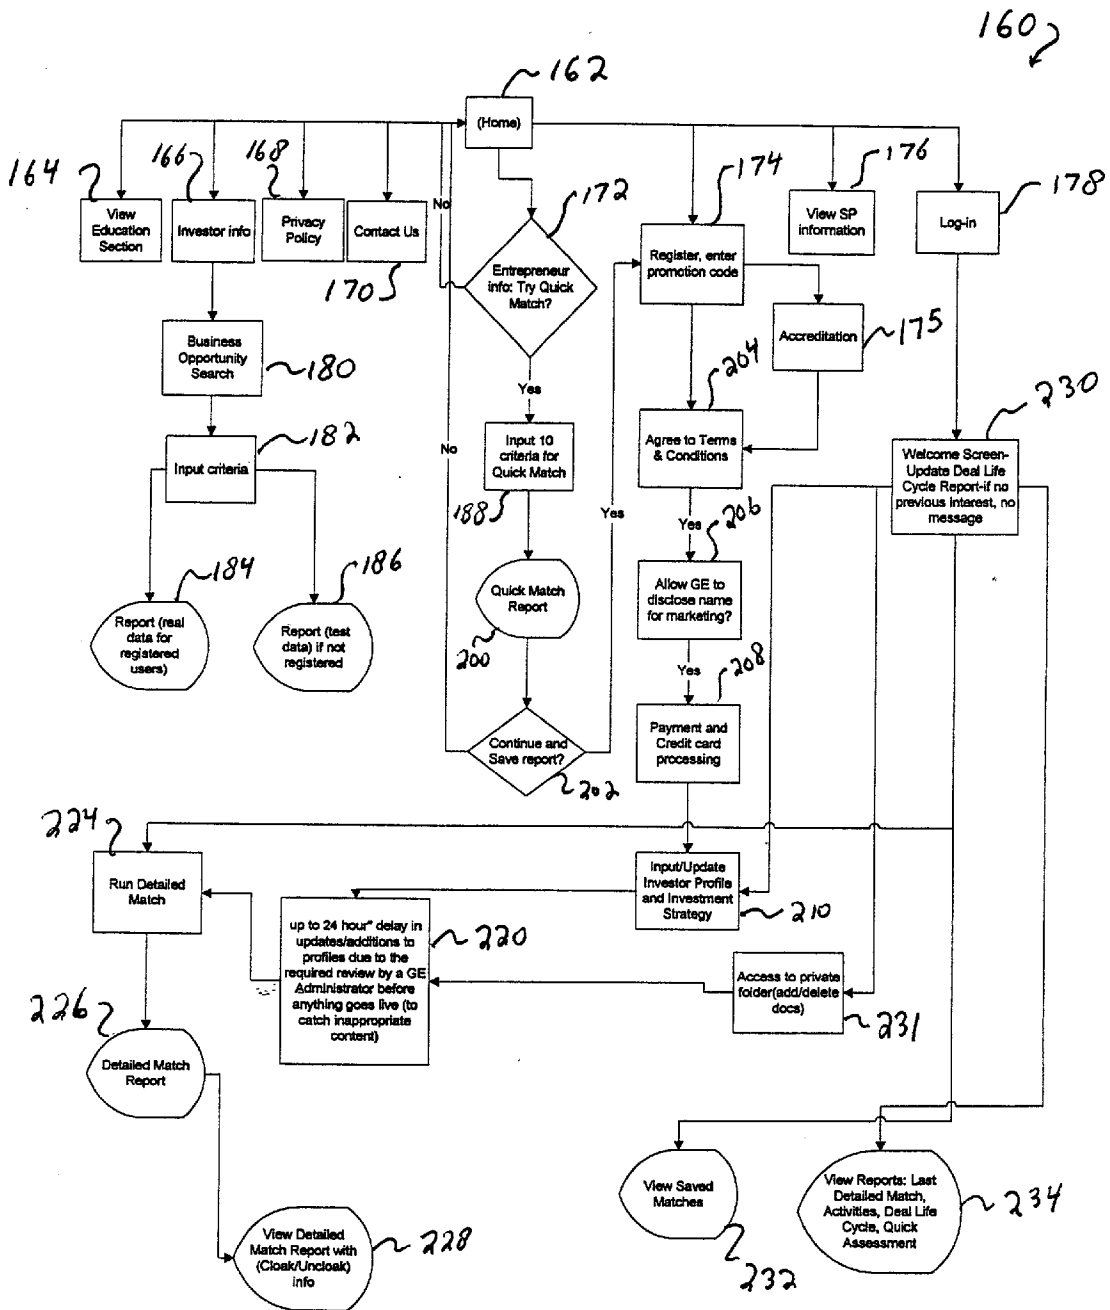 160
162
(Home)
164
166
168
174
176
178
No
172
View
Education
Section
Investor info
Privacy
Policy
Contact Us
170
Entrepreneur
info: Try Quick
Match?
Register, enter
promotion code
View SP
information
Log-in
Accreditation
175
Business
Opportunity
Search
180
Yes
204
230
182
Input criteria
No
Input 10
criteria for
Quick Match
188
Agree to Terms
& Conditions
Welcome Screen-
Update Deal Life
Cycle Report-if no
previous interest, no
message
Yes
Yes
206
184
186
Report (real
data for
registered
users)
Report (test
data) if not
registered
Quick Match
Report
200
Allow GE to
disclose name
for marketing?
Yes
208
Continue and
Save report?
202
Payment and
Credit card
processing
224
Run Detailed
Match
Input/Update
Investor Profile
and Investment
Strategy
210
up to 24 hour" delay in
updates/additions to
profiles due to the
required review by a GE
Administrator before
anything goes live (to
catch inappropriate
content)
220
Access to private
folder(add/delete
docs)
231
226
Detailed Match
Report
View Detailed
Match Report with
(Cloak/Uncloak)
info
228
View Saved
Matches
232
View Reports: Last
Detailed Match,
Activities, Deal Life
Cycle, Quick
Assessment
234